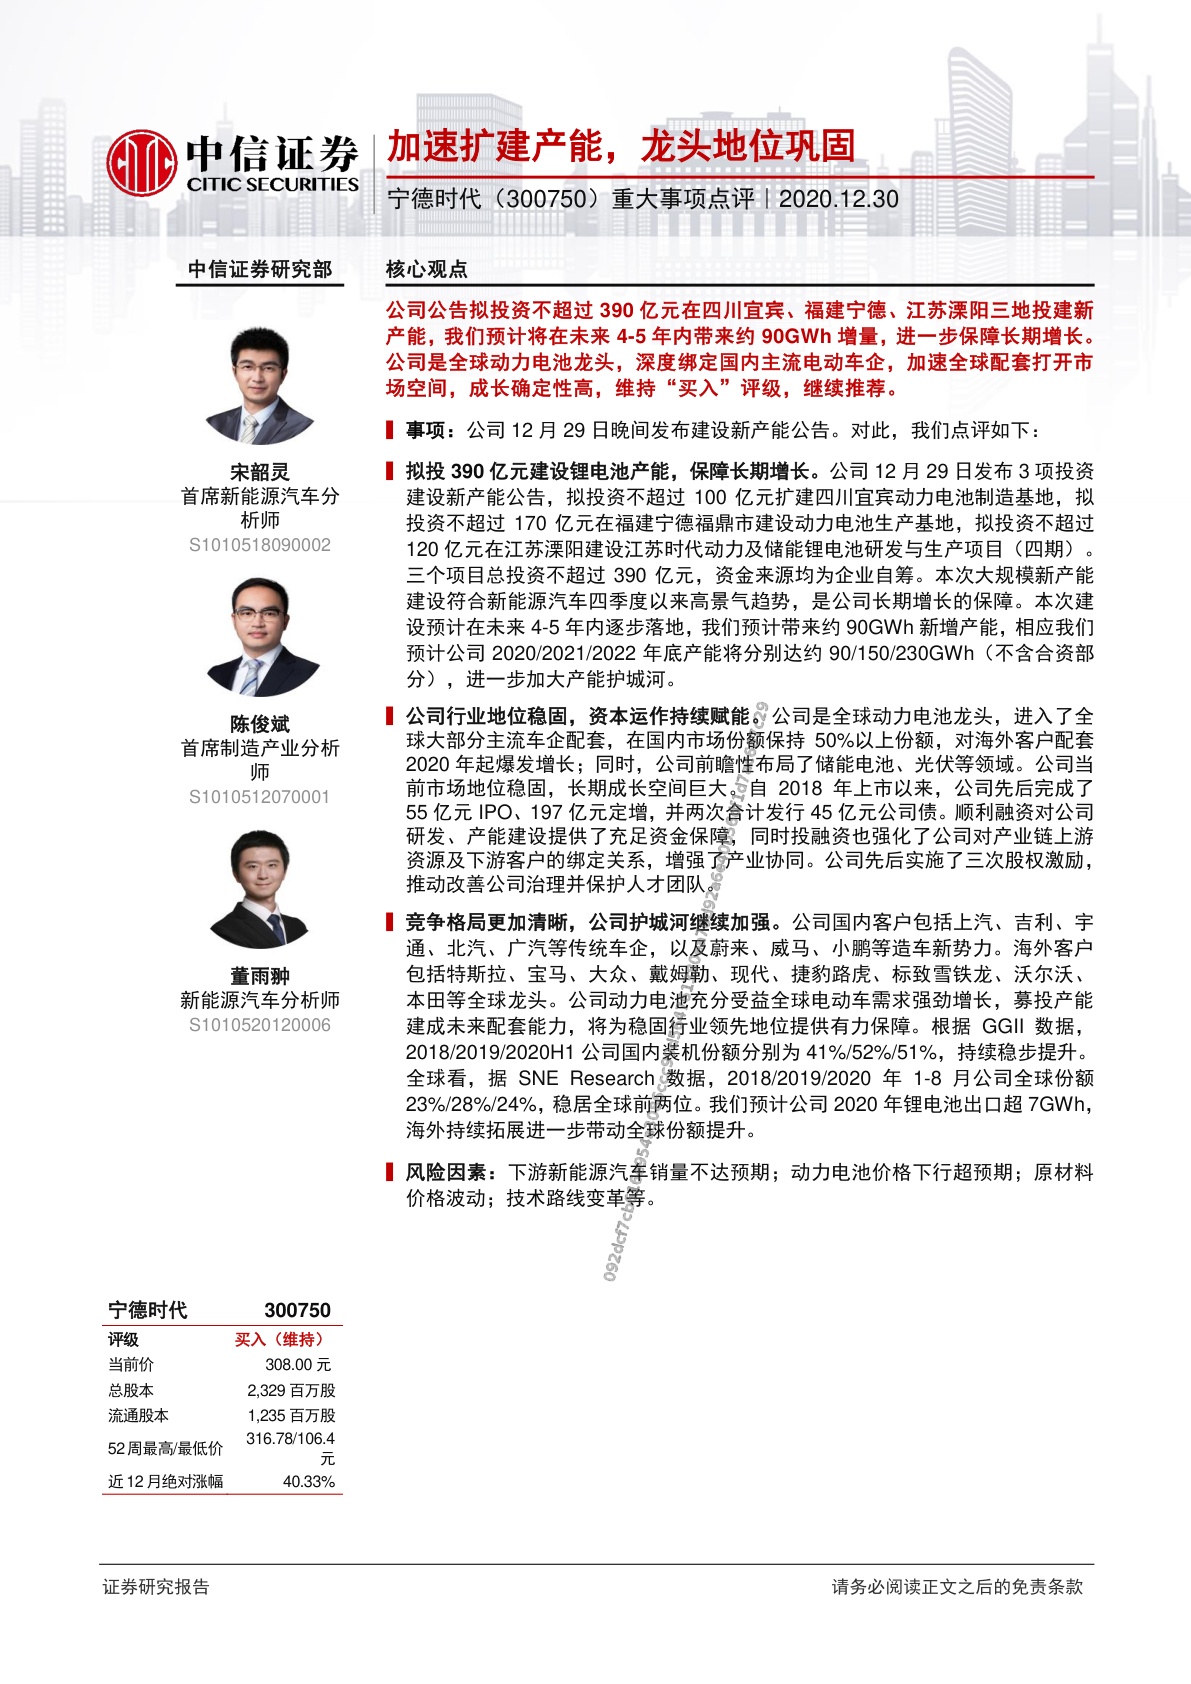 中信证券
CITIC SECURITIES
加速扩建产能，龙头地位巩固
宁德时代（300750）重大事项点评｜2020.12.30
中信证券研究部
宋韶灵
首席新能源汽车分
析师
S1010518090002
陈俊斌
首席制造产业分析
师
S1010512070001
董雨翀
新能源汽车分析师
S1010520120006
核心观点
公司公告拟投资不超过 390 亿元在四川宜宾、福建宁德、江苏溧阳三地投建新
产能，我们预计将在未来 4-5 年内带来约 90GWh 增量，进一步保障长期增长。
公司是全球动力电池龙头，深度绑定国内主流电动车企，加速全球配套打开市
场空间，成长确定性高，维持“买入”评级，继续推荐。
事项：公司 12 月 29 日晚间发布建设新产能公告。对此，我们点评如下：
拟投 390 亿元建设锂电池产能，保障长期增长。公司 12 月 29 日发布 3 项投资
建设新产能公告，拟投资不超过 100 亿元扩建四川宜宾动力电池制造基地，拟
投资不超过 170 亿元在福建宁德福鼎市建设动力电池生产基地，拟投资不超过
120 亿元在江苏溧阳建设江苏时代动力及储能锂电池研发与生产项目（四期）。
三个项目总投资不超过 390 亿元，资金来源均为企业自筹。本次大规模新产能
建设符合新能源汽车四季度以来高景气趋势，是公司长期增长的保障。本次建
设预计在未来 4-5 年内逐步落地，我们预计带来约 90GWh 新增产能，相应我们
预计公司 2020/2021/2022 年底产能将分别达约 90/150/230GWh（不含合资部
分），进一步加大产能护城河。
公司行业地位稳固，资本运作持续赋能。公司是全球动力电池龙头，进入了全
球大部分主流车企配套，在国内市场份额保持 50%以上份额，对海外客户配套
2020 年起爆发增长；同时，公司前瞻性布局了储能电池、光伏等领域。公司当
前市场地位稳固，长期成长空间巨大。自 2018 年上市以来，公司先后完成了
55 亿元 IPO、197 亿元定增，并两次合计发行 45 亿元公司债。顺利融资对公司
研发、产能建设提供了充足资金保障，同时投融资也强化了公司对产业链上游
资源及下游客户的绑定关系，增强了产业协同。公司先后实施了三次股权激励，
推动改善公司治理并保护人才团队。
竞争格局更加清晰，公司护城河继续加强。公司国内客户包括上汽、吉利、宇
通、北汽、广汽等传统车企，以及蔚来、威马、小鹏等造车新势力。海外客户
包括特斯拉、宝马、大众、戴姆勒、现代、捷豹路虎、标致雪铁龙、沃尔沃、
本田等全球龙头。公司动力电池充分受益全球电动车需求强劲增长，募投产能
建成未来配套能力，将为稳固行业领先地位提供有力保障。根据 GGII 数据，
2018/2019/2020H1 公司国内装机份额分别为 41%/52%/51%，持续稳步提升。
全球看，据 SNE Research 数据，2018/2019/2020 年 1-8 月公司全球份额
23%/28%/24%，稳居全球前两位。我们预计公司 2020 年锂电池出口超 7GWh，
海外持续拓展进一步带动全球份额提升。
风险因素：下游新能源汽车销量不达预期；动力电池价格下行超预期；原材料
价格波动；技术路线变革等。
宁德时代 300750
评级 买入（维持）
当前价 308.00 元
总股本 2,329 百万股
流通股本 1,235 百万股
52周最高/最低价 316.78/106.4
元
近12月绝对涨幅 40.33%
证券研究报告 请务必阅读正文之后的免责条款